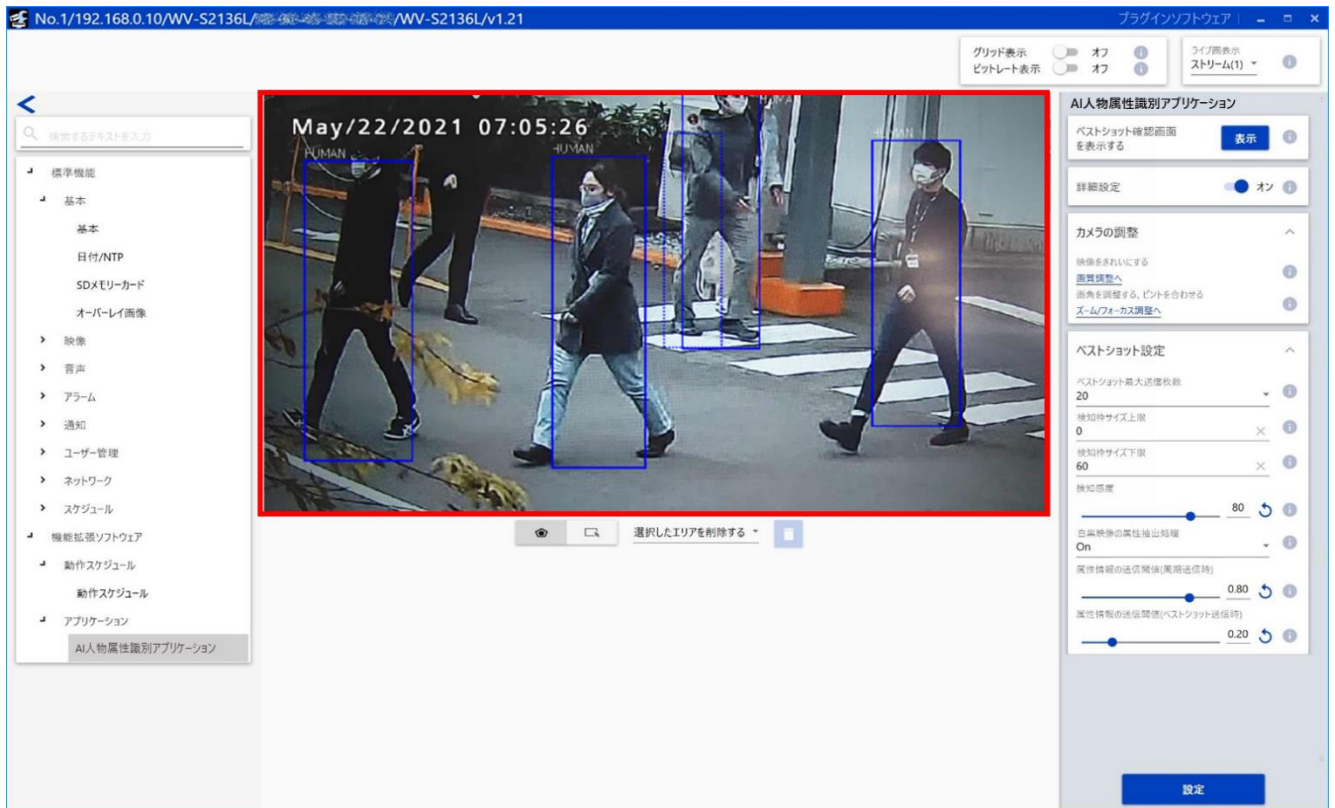 No.1/192.168.0.10/WV-S2136L/ /WV-S2136L/v1.21
プラグインソフトウェア
グリッド表示 オフ
ビットレート表示 オフ
ライブ画表示
ストリーム(1)
検索するテキストを入力
標準機能
基本
基本
日付/NTP
SDメモリーカード
オーバーレイ画像
映像
音声
アラーム
通知
ユーザー管理
ネットワーク
スケジュール
機能拡張ソフトウェア
動作スケジュール
動作スケジュール
アプリケーション
AI人物属性識別アプリケーション
May/22/2021 07:05:26
HUMAN
HUMAN
HUMAN
HUMAN
選択したエリアを削除する
AI人物属性識別アプリケーション
ベストショット確認画面
を表示する
表示
詳細設定 オン
カメラの調整
映像をきれいにする
画質調整へ
画角を調整する、ピントを合わせる
ズーム/フォーカス調整へ
ベストショット設定
ベストショット最大送信枚数
20
検知枠サイズ上限
0
検知枠サイズ下限
60
検知感度
80
白黒映像の属性抽出処理
On
属性情報の送信閾値(周期送信時)
0.80
属性情報の送信閾値(ベストショット送信時)
0.20
設定